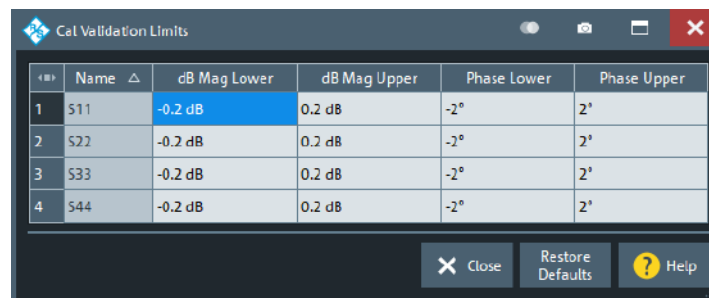 Cal Validation Limits
Name dB Mag Lower dB Mag Upper Phase Lower Phase Upper
1 S11 -0.2 dB 0.2 dB -2° 2°
2 S22 -0.2 dB 0.2 dB -2° 2°
3 S33 -0.2 dB 0.2 dB -2° 2°
4 S44 -0.2 dB 0.2 dB -2° 2°
Close Restore Defaults ? Help